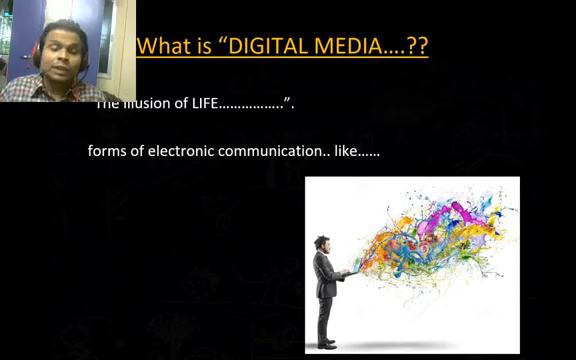 What is “DIGITAL MEDIA….??
“The illusion of LIFE……………..”.
forms of electronic communication.. like……